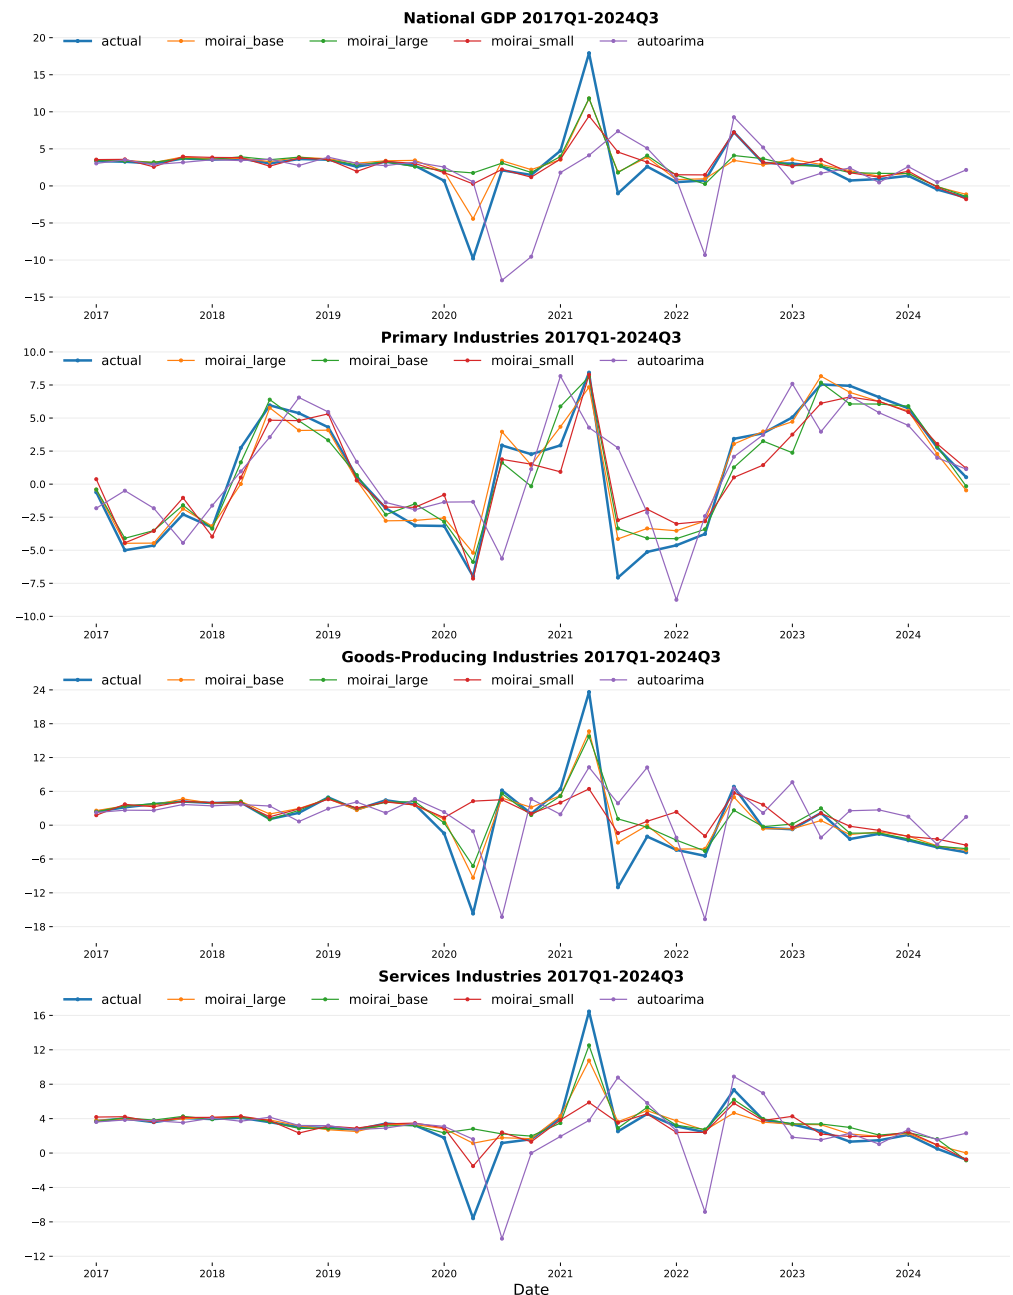 National GDP 2017Q1-2024Q3
actual moirai_base moirai_large moirai_small autoarima
20
15
10
5
0
−5
−10
−15
2017 2018 2019 2020 2021 2022 2023 2024
Primary Industries 2017Q1-2024Q3
actual moirai_large moirai_base moirai_small autoarima
10.0
7.5
5.0
2.5
0.0
−2.5
−5.0
−7.5
−10.0
2017 2018 2019 2020 2021 2022 2023 2024
Goods-Producing Industries 2017Q1-2024Q3
actual moirai_base moirai_large moirai_small autoarima
24
18
12
6
0
−6
−12
−18
2017 2018 2019 2020 2021 2022 2023 2024
Services Industries 2017Q1-2024Q3
actual moirai_large moirai_base moirai_small autoarima
16
12
8
4
0
−4
−8
−12
2017 2018 2019 2020 2021 2022 2023 2024
Date